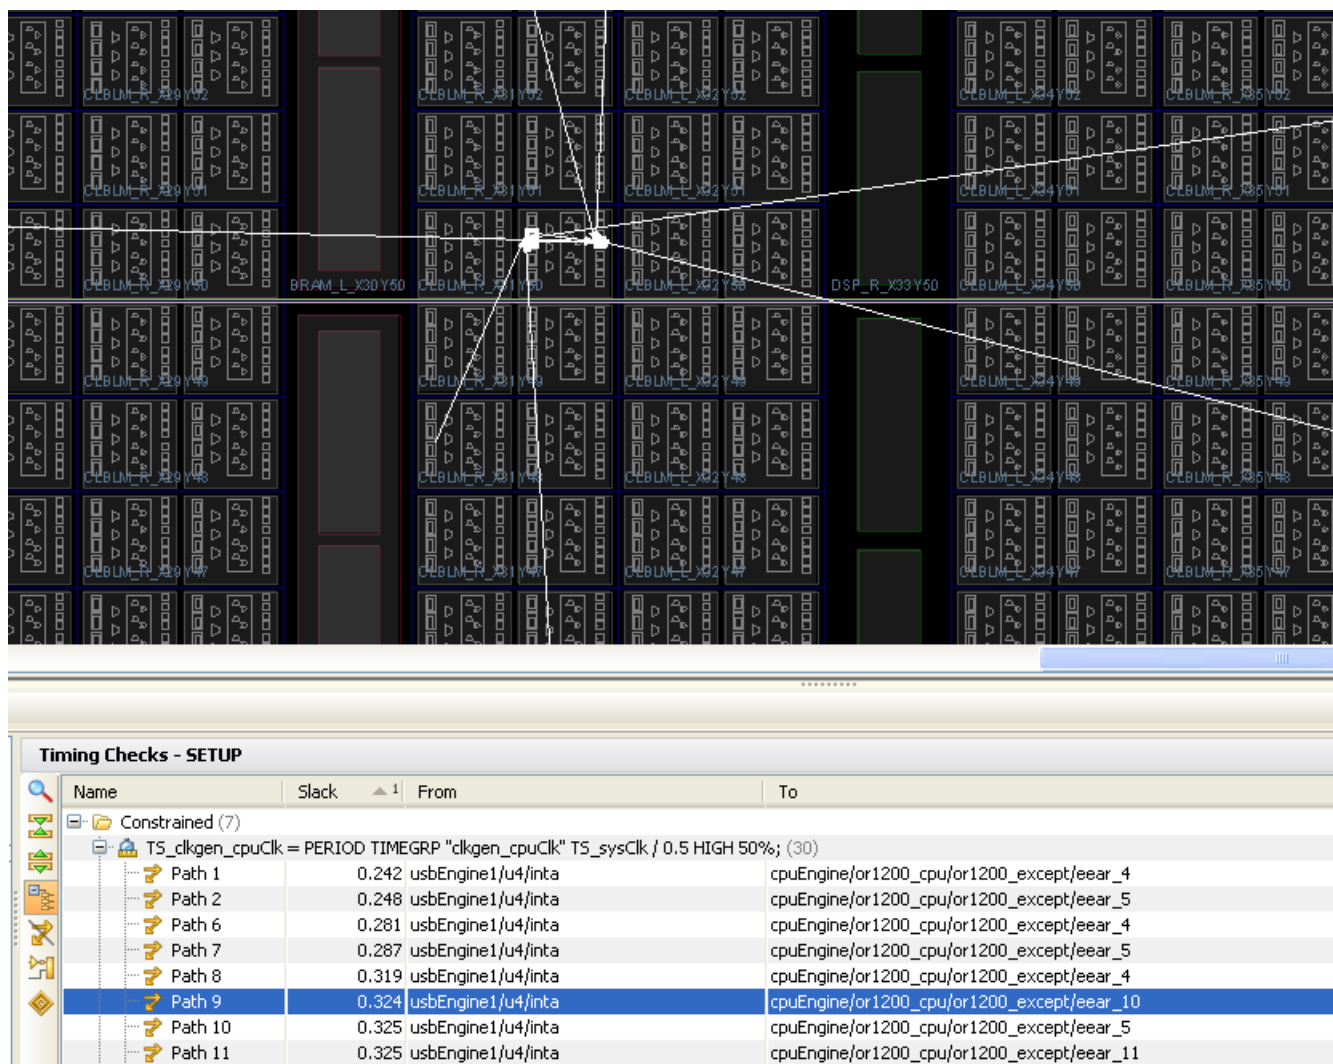 CLBLM_R_X29Y52 CLBLM_R_X31Y52 CLBLM_L_X32Y52 CLBLM_L_X34Y52 CLBLM_R_X35Y52
CLBLM_R_X29Y51 CLBLM_R_X31Y51 CLBLM_L_X32Y51 CLBLM_L_X34Y51 CLBLM_R_X35Y51
CLBLM_R_X29Y50 BRAM_L_X30Y50 CLBLM_R_X31Y50 CLBLM_L_X32Y50 DSP_R_X33Y50 CLBLM_L_X34Y50 CLBLM_R_X35Y50
CLBLM_R_X29Y49 CLBLM_R_X31Y49 CLBLM_L_X32Y49 CLBLM_L_X34Y49 CLBLM_R_X35Y49
CLBLM_R_X29Y48 CLBLM_R_X31Y48 CLBLM_L_X32Y48 CLBLM_L_X34Y48 CLBLM_R_X35Y48
CLBLM_R_X29Y47 CLBLM_R_X31Y47 CLBLM_L_X32Y47 CLBLM_L_X34Y47 CLBLM_R_X35Y47
Timing Checks - SETUP
Name Slack 1 From To
Constrained (7)
TS_clkgen_cpuClk = PERIOD TIMEGRP "clkgen_cpuClk" TS_sysClk / 0.5 HIGH 50%; (30)
Path 1 0.242 usbEngine1/u4/inta cpuEngine/or1200_cpu/or1200_except/eear_4
Path 2 0.248 usbEngine1/u4/inta cpuEngine/or1200_cpu/or1200_except/eear_5
Path 6 0.281 usbEngine1/u4/inta cpuEngine/or1200_cpu/or1200_except/eear_4
Path 7 0.287 usbEngine1/u4/inta cpuEngine/or1200_cpu/or1200_except/eear_5
Path 8 0.319 usbEngine1/u4/inta cpuEngine/or1200_cpu/or1200_except/eear_4
Path 9 0.324 usbEngine1/u4/inta cpuEngine/or1200_cpu/or1200_except/eear_10
Path 10 0.325 usbEngine1/u4/inta cpuEngine/or1200_cpu/or1200_except/eear_5
Path 11 0.325 usbEngine1/u4/inta cpuEngine/or1200_cpu/or1200_except/eear_11